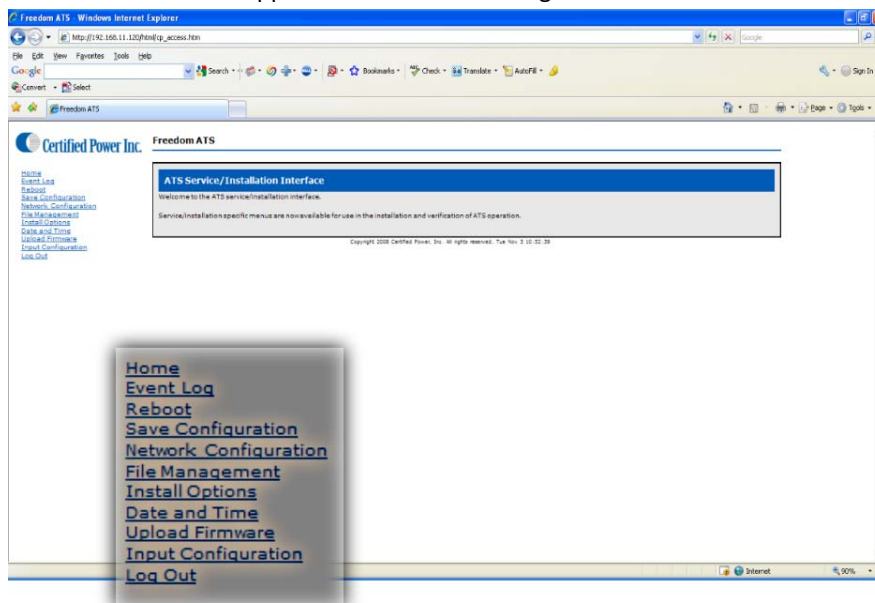 Freedom ATS - Windows Internet Explorer
http://192.168.11.120/html/cp_access.htm
Google
File Edit View Favorites Tools Help
Google Search Bookmarks Check Translate AutoFill Sign In
Convert Select
Freedom ATS Page Tools
Certified Power Inc.
Freedom ATS
Home
Event Log
Reboot
Save Configuration
Network Configuration
File Management
Install Options
Date and Time
Upload Firmware
Input Configuration
Log Out
ATS Service/Installation Interface
Welcome to the ATS service/installation interface.
Service/Installation specific menus are now available for use in the installation and verification of ATS operation.
Copyright 2008 Certified Power, Inc. All rights reserved. Tue Nov 3 10:32:39
Home
Event Log
Reboot
Save Configuration
Network Configuration
File Management
Install Options
Date and Time
Upload Firmware
Input Configuration
Log Out
Internet 90%